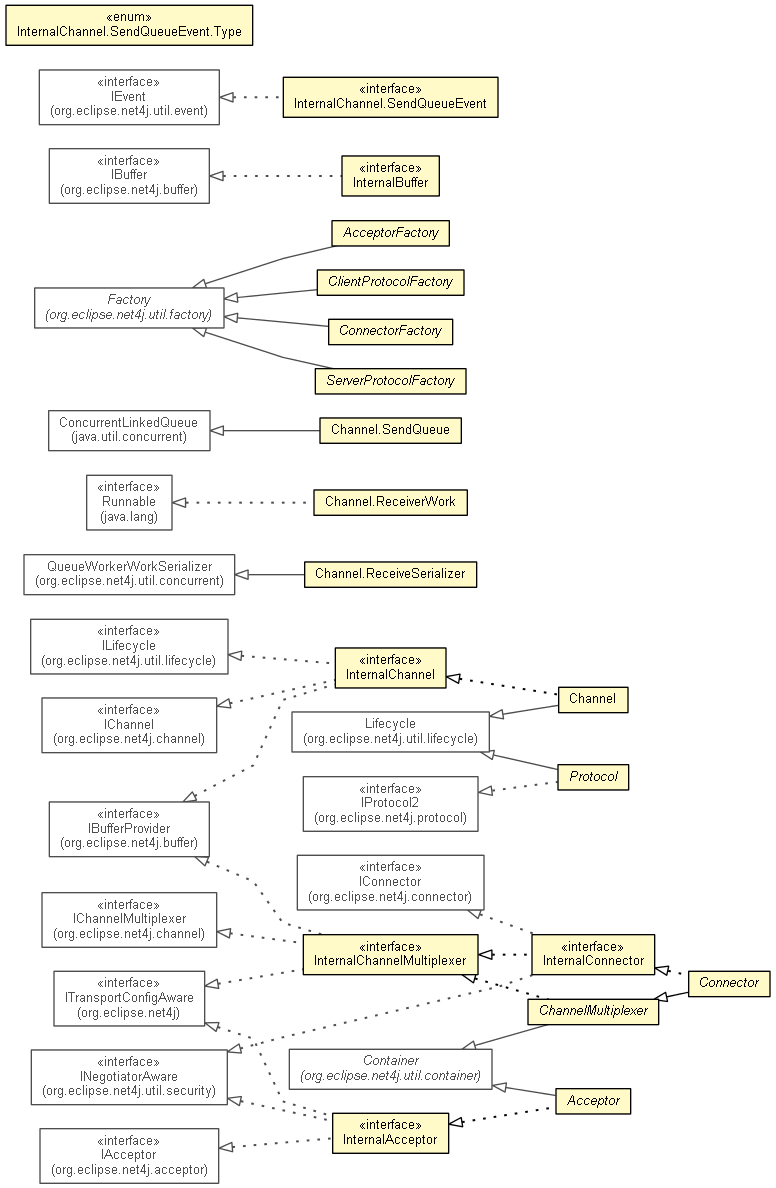 «enum»
InternalChannel.SendQueueEvent.Type
«interface»
IEvent
(org.eclipse.net4j.util.event)
«interface»
InternalChannel.SendQueueEvent
«interface»
IBuffer
(org.eclipse.net4j.buffer)
«interface»
InternalBuffer
AcceptorFactory
ClientProtocolFactory
Factory
(org.eclipse.net4j.util.factory)
ConnectorFactory
ServerProtocolFactory
ConcurrentLinkedQueue
(java.util.concurrent)
Channel.SendQueue
«interface»
Runnable
(java.lang)
Channel.ReceiverWork
QueueWorkerWorkSerializer
(org.eclipse.net4j.util.concurrent)
Channel.ReceiveSerializer
«interface»
ILifecycle
(org.eclipse.net4j.util.lifecycle)
«interface»
InternalChannel
Channel
«interface»
IChannel
(org.eclipse.net4j.channel)
Lifecycle
(org.eclipse.net4j.util.lifecycle)
Protocol
«interface»
IProtocol2
(org.eclipse.net4j.protocol)
«interface»
IBufferProvider
(org.eclipse.net4j.buffer)
«interface»
IConnector
(org.eclipse.net4j.connector)
«interface»
IChannelMultiplexer
(org.eclipse.net4j.channel)
«interface»
InternalChannelMultiplexer
«interface»
InternalConnector
Connector
«interface»
ITransportConfigAware
(org.eclipse.net4j)
ChannelMultiplexer
«interface»
INegotiatorAware
(org.eclipse.net4j.util.security)
Container
(org.eclipse.net4j.util.container)
Acceptor
«interface»
InternalAcceptor
«interface»
IAcceptor
(org.eclipse.net4j.acceptor)